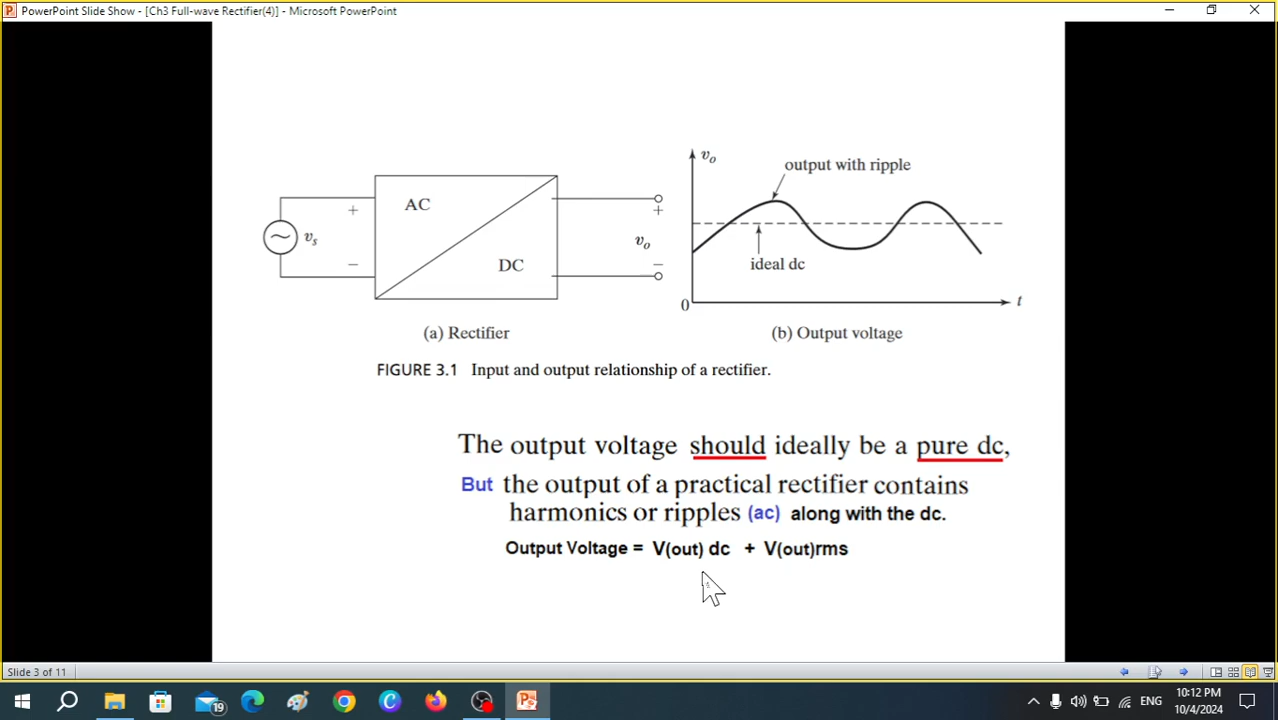 PowerPoint Slide Show - [Ch3 Full-wave Rectifier(4)] - Microsoft PowerPoint
AC
DC
+
−
vs
+
vo
−
(a) Rectifier
vo
output with ripple
ideal dc
0
t
(b) Output voltage
FIGURE 3.1 Input and output relationship of a rectifier.
The output voltage should ideally be a pure dc,
But the output of a practical rectifier contains
harmonics or ripples (ac) along with the dc.
Output Voltage = V(out) dc + V(out)rms
Slide 3 of 11
19
ENG
10:12 PM
10/4/2024